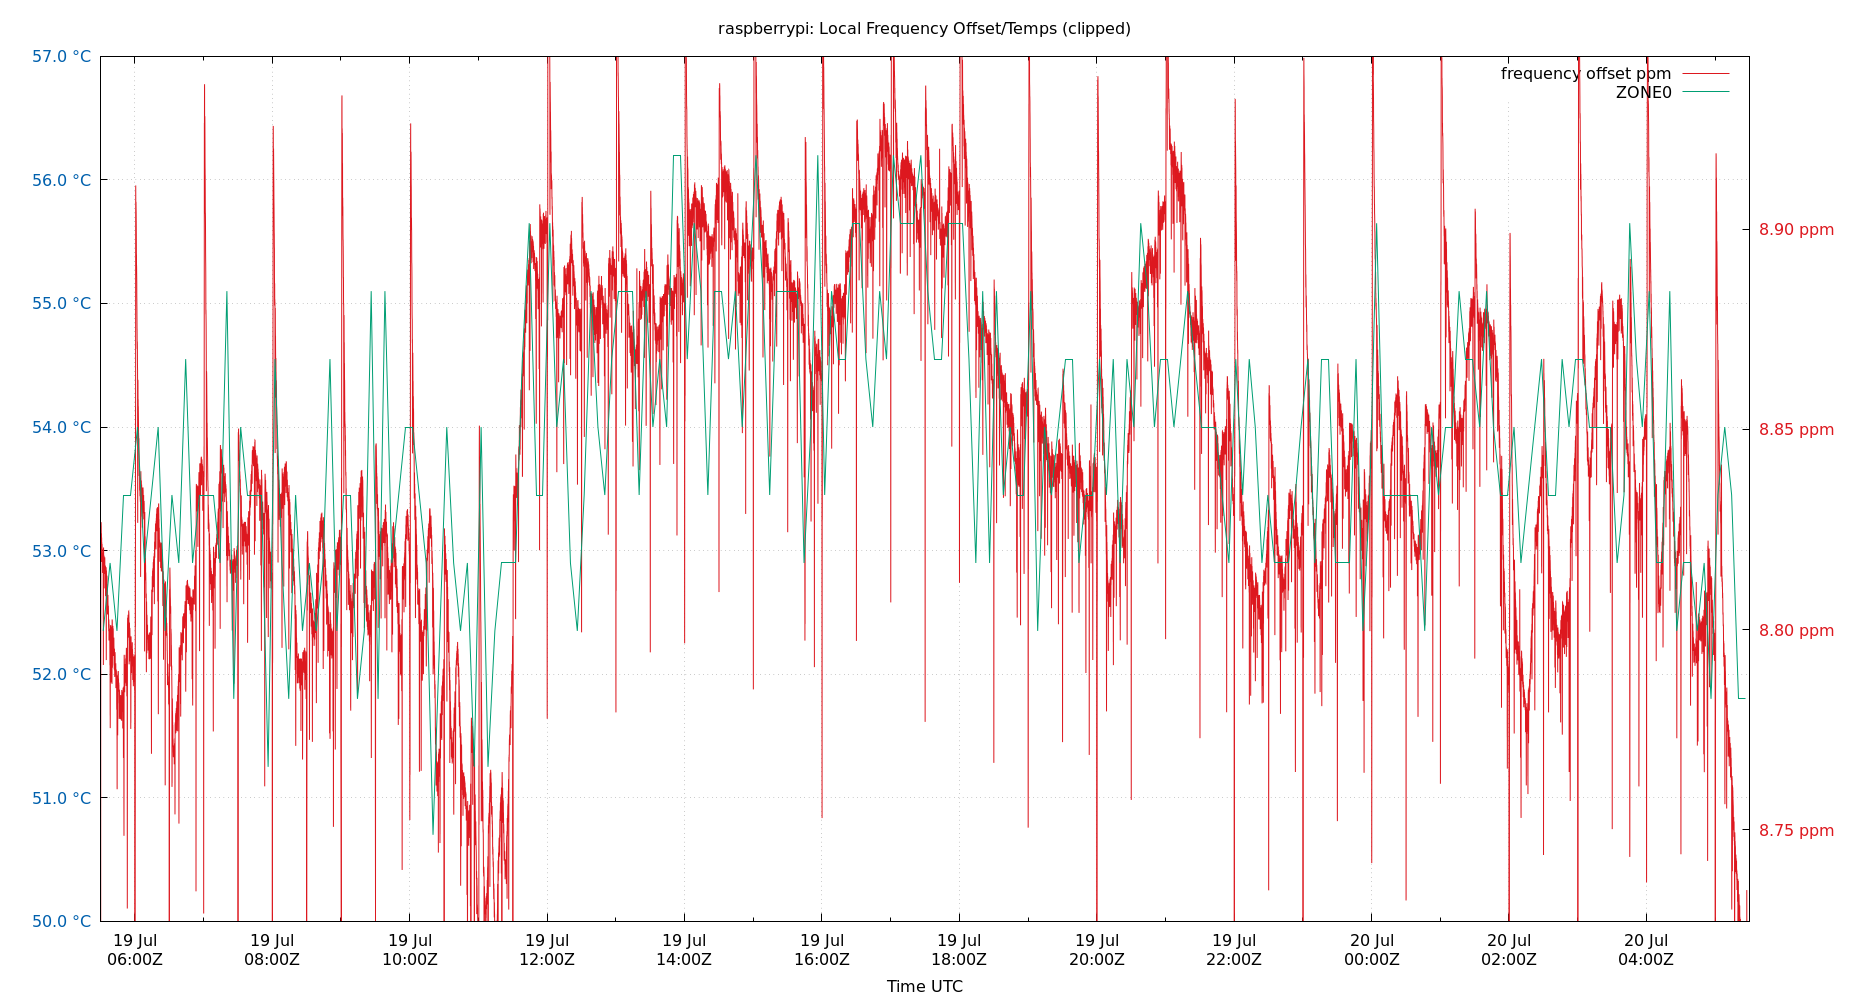 raspberrypi: Local Frequency Offset/Temps (clipped)
57.0 °C
56.0 °C
55.0 °C
54.0 °C
53.0 °C
52.0 °C
51.0 °C
50.0 °C
frequency offset ppm
ZONE0
8.90 ppm
8.85 ppm
8.80 ppm
8.75 ppm
19 Jul
06:00Z
19 Jul
08:00Z
19 Jul
10:00Z
19 Jul
12:00Z
19 Jul
14:00Z
19 Jul
16:00Z
19 Jul
18:00Z
19 Jul
20:00Z
19 Jul
22:00Z
20 Jul
00:00Z
20 Jul
02:00Z
20 Jul
04:00Z
Time UTC